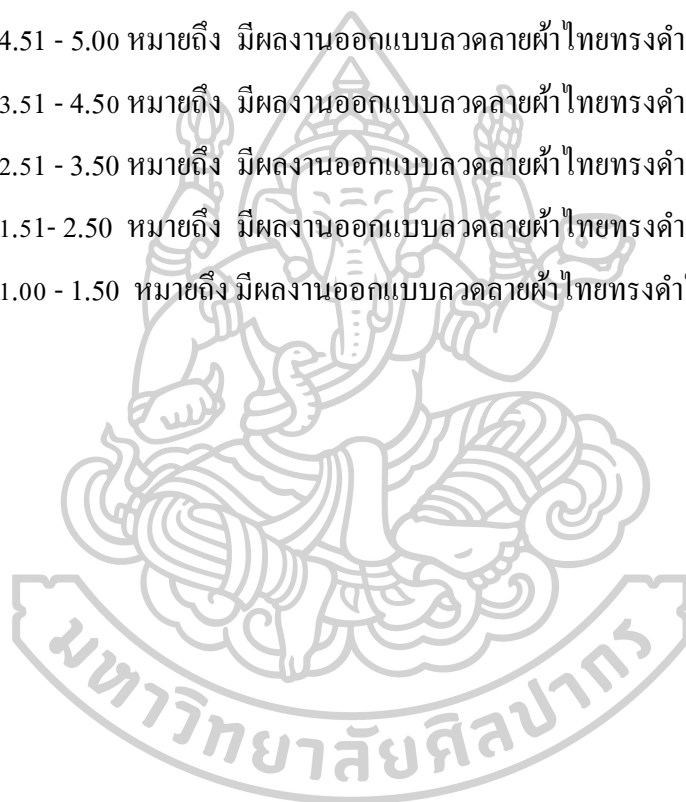 4.51 - 5.00 หมายถึง มีผลงานออกแบบลวดลายผ้าไทยทรงดำ
3.51 - 4.50 หมายถึง มีผลงานออกแบบลวดลายผ้าไทยทรงดำ
2.51 - 3.50 หมายถึง มีผลงานออกแบบลวดลายผ้าไทยทรงดำ
1.51- 2.50 หมายถึง มีผลงานออกแบบลวดลายผ้าไทยทรงดำ
1.00 - 1.50 หมายถึง มีผลงานออกแบบลวดลายผ้าไทยทรงดำ
มหาวิทยาลัยศิลปากร